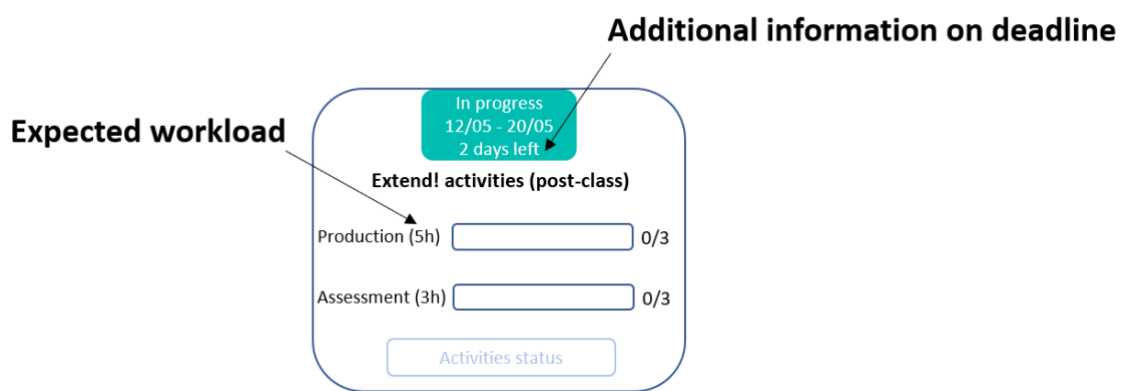 Additional information on deadline
In progress
12/05 - 20/05
Expected workload
2 days left
Extend! activities (post-class)
Production (5h) 0/3
Assessment (3h) 0/3
Activities status